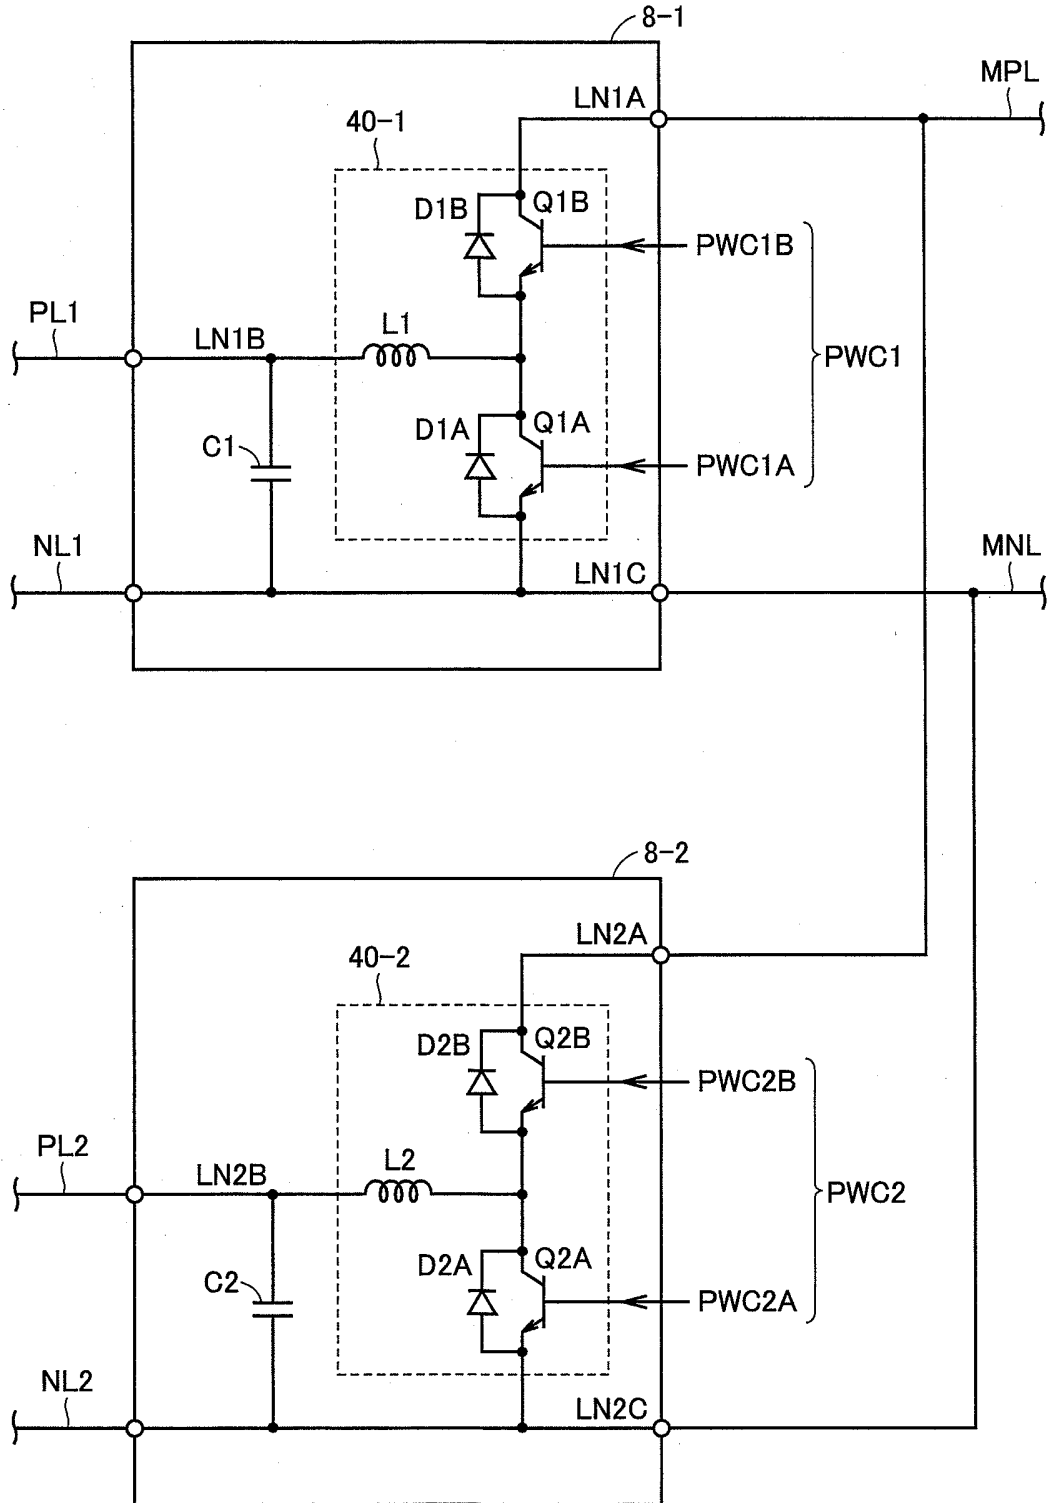 8-1
LN1A
MPL
40-1
D1B
Q1B
PWC1B
PL1
LN1B
L1
PWC1
D1A
Q1A
C1
PWC1A
NL1
LN1C
MNL
8-2
LN2A
40-2
D2B
Q2B
PWC2B
PL2
LN2B
L2
PWC2
D2A
Q2A
C2
PWC2A
NL2
LN2C